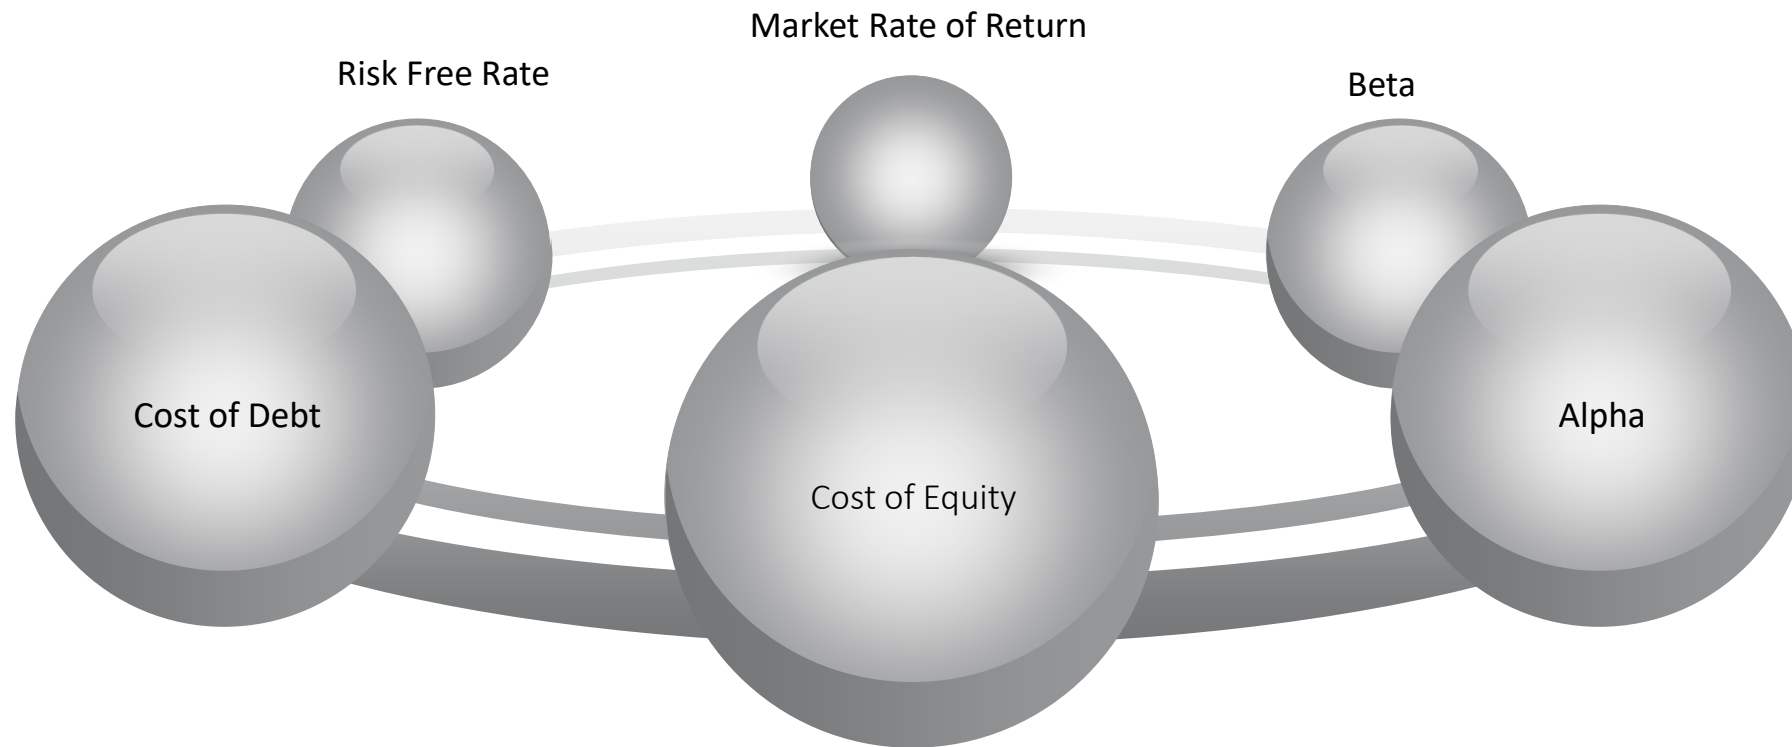 Market Rate of Return
Risk Free Rate
Beta
Cost of Debt
Alpha
Cost of Equity